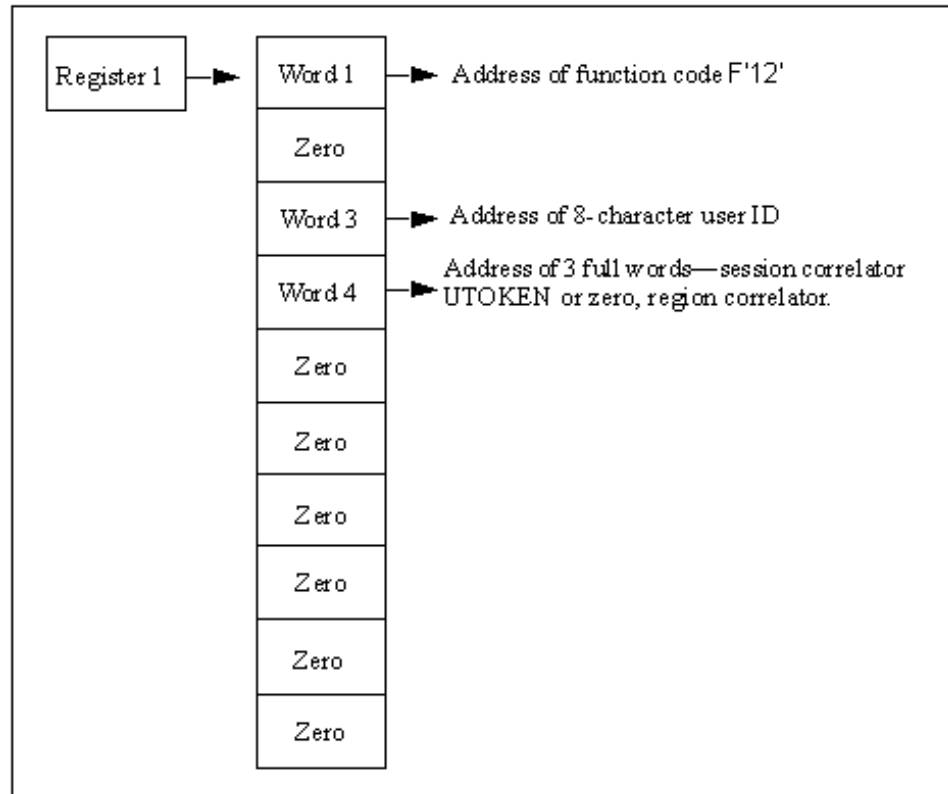 Register 1
Word 1
Address of function code F'12'
Zero
Word 3
Address of 8- character user ID
Word 4
Address of 3 full words—session correlator
UTOKEN or zero, region correlator.
Zero
Zero
Zero
Zero
Zero
Zero